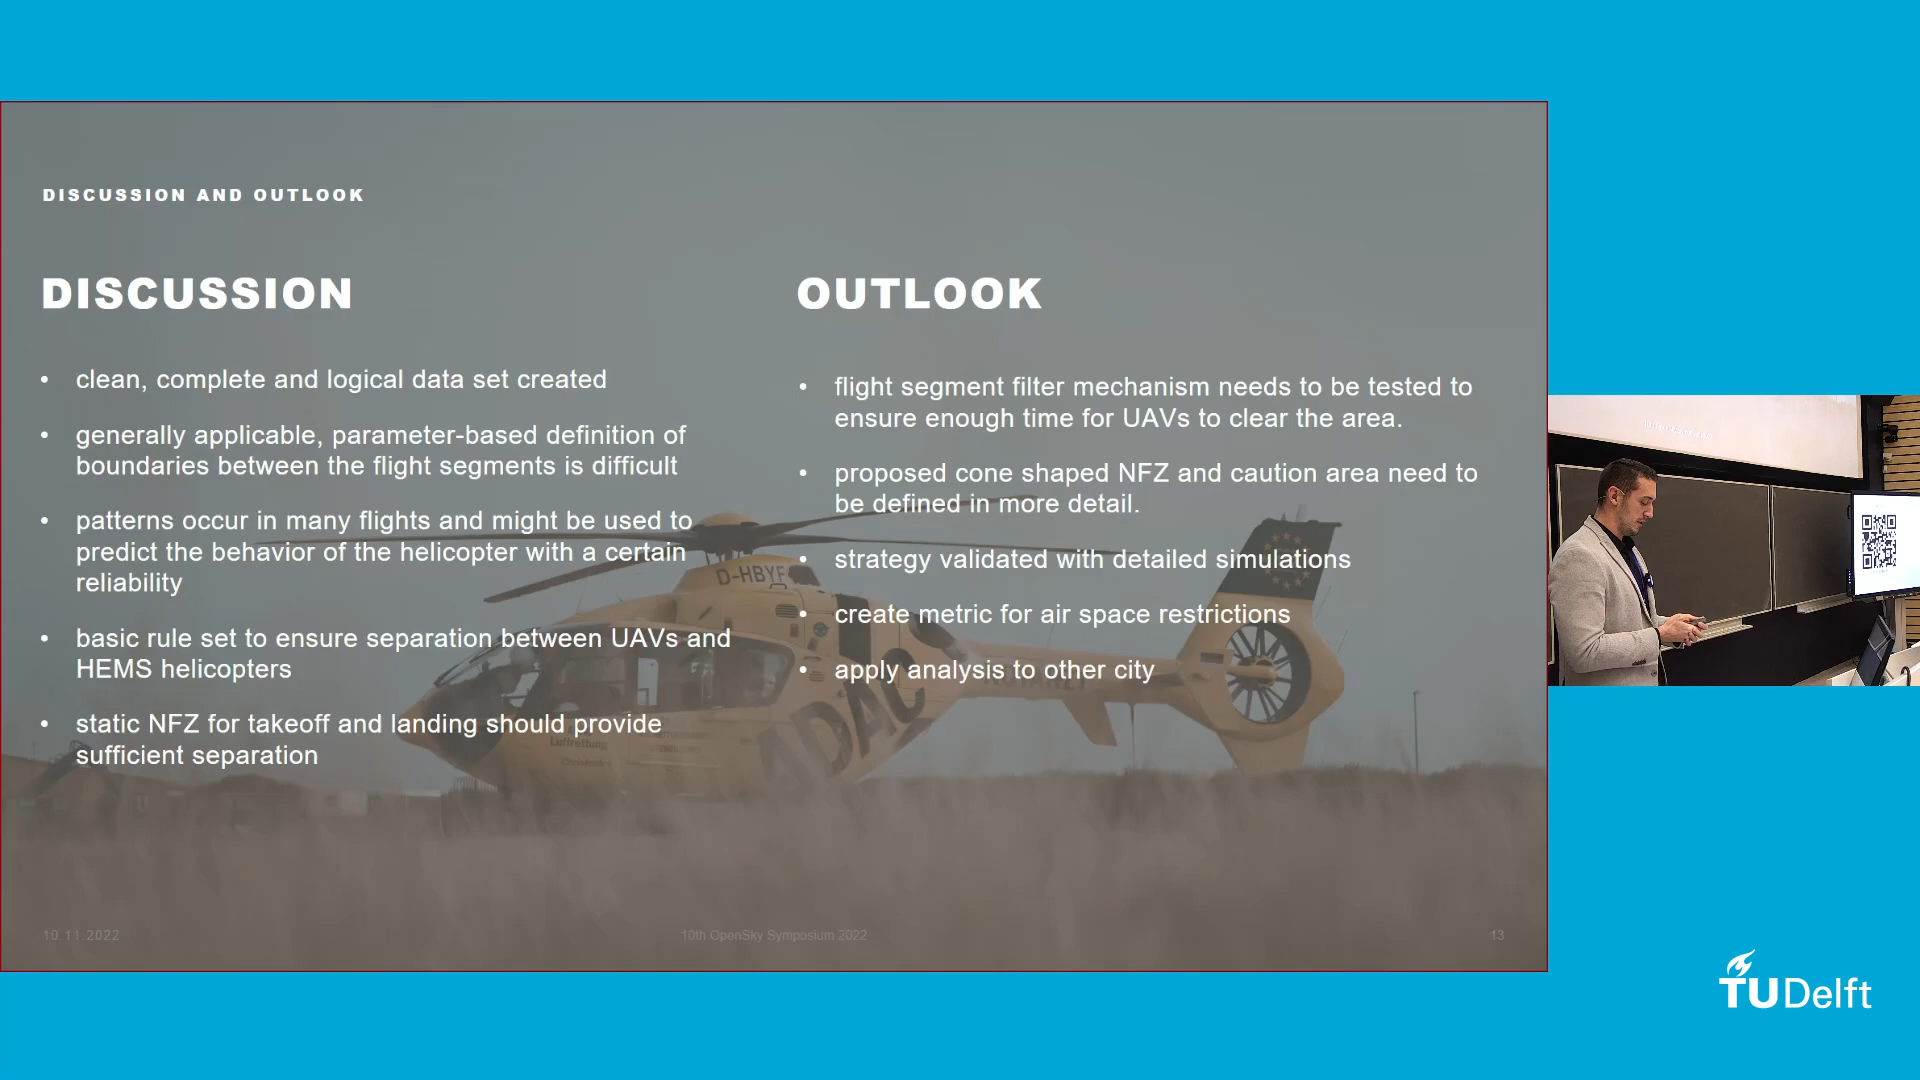 DISCUSSION AND OUTLOOK
DISCUSSION
• clean, complete and logical data set created
• generally applicable, parameter-based definition of
boundaries between the flight segments is difficult
• patterns occur in many flights and might be used to
predict the behavior of the helicopter with a certain
reliability
• basic rule set to ensure separation between UAVs and
HEMS helicopters
• static NFZ for takeoff and landing should provide
sufficient separation
OUTLOOK
• flight segment filter mechanism needs to be tested to
ensure enough time for UAVs to clear the area.
• proposed cone shaped NFZ and caution area need to
be defined in more detail.
• strategy validated with detailed simulations
• create metric for air space restrictions
• apply analysis to other city
D-HBYF
ADAC
Luftrettung
10.11.2022
10th OpenSky Symposium 2022
13
TUDelft